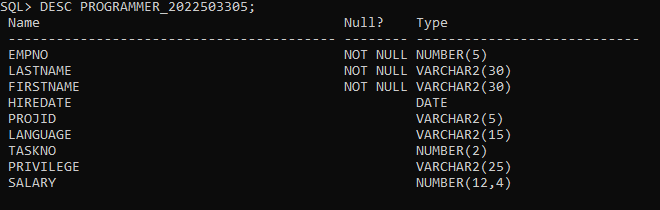 SQL> DESC PROGRAMMER_2022503305;
 Name                                      Null?    Type
 ----------------------------------------- -------- ----------------------------
 EMPNO                                     NOT NULL NUMBER(5)
 LASTNAME                                  NOT NULL VARCHAR2(30)
 FIRSTNAME                                 NOT NULL VARCHAR2(30)
 HIREDATE                                           DATE
 PROJID                                             VARCHAR2(5)
 LANGUAGE                                           VARCHAR2(15)
 TASKNO                                             NUMBER(2)
 PRIVILEGE                                          VARCHAR2(25)
 SALARY                                             NUMBER(12,4)